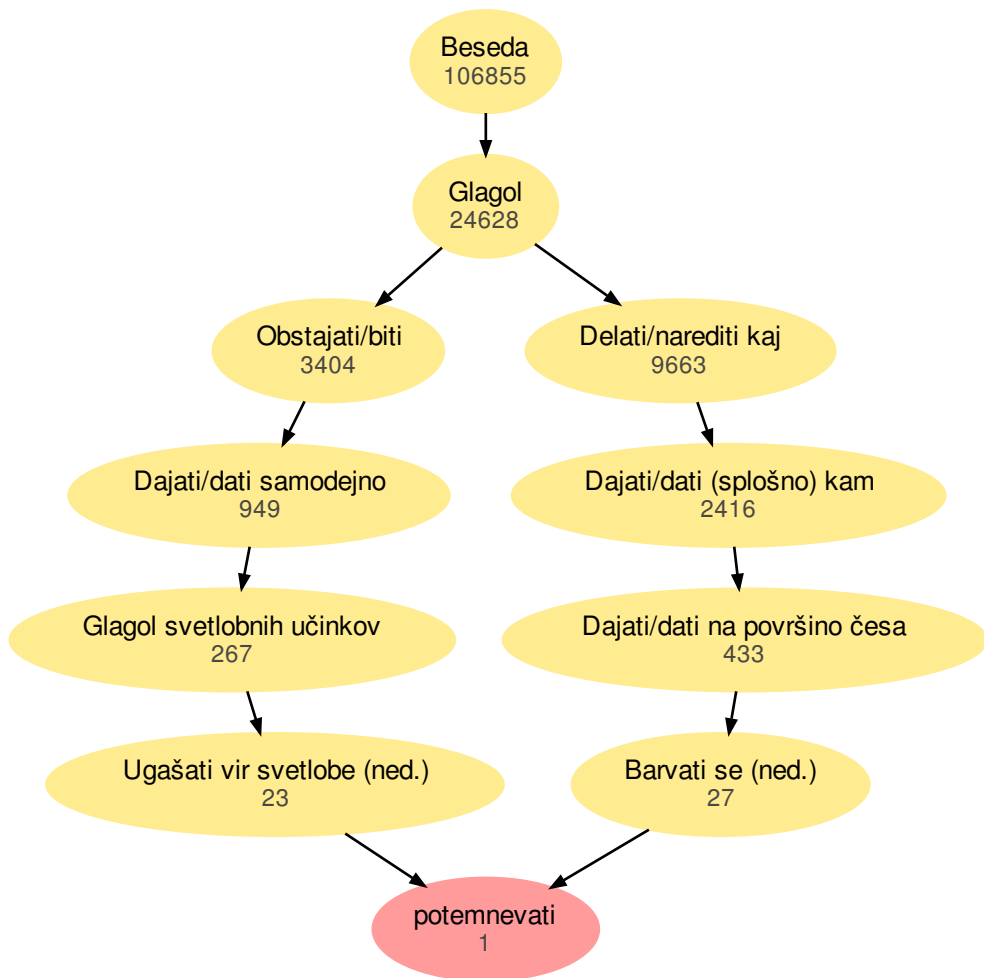 Beseda
106855
Glagol
24628
Obstajati/biti
3404
Delati/narediti kaj
9663
Dajati/dati samodejno
949
Dajati/dati (splošno) kam
2416
Glagol svetlobnih učinkov
267
Dajati/dati na površino česa
433
Ugašati vir svetlobe (ned.)
23
Barvati se (ned.)
27
potemnevati
1